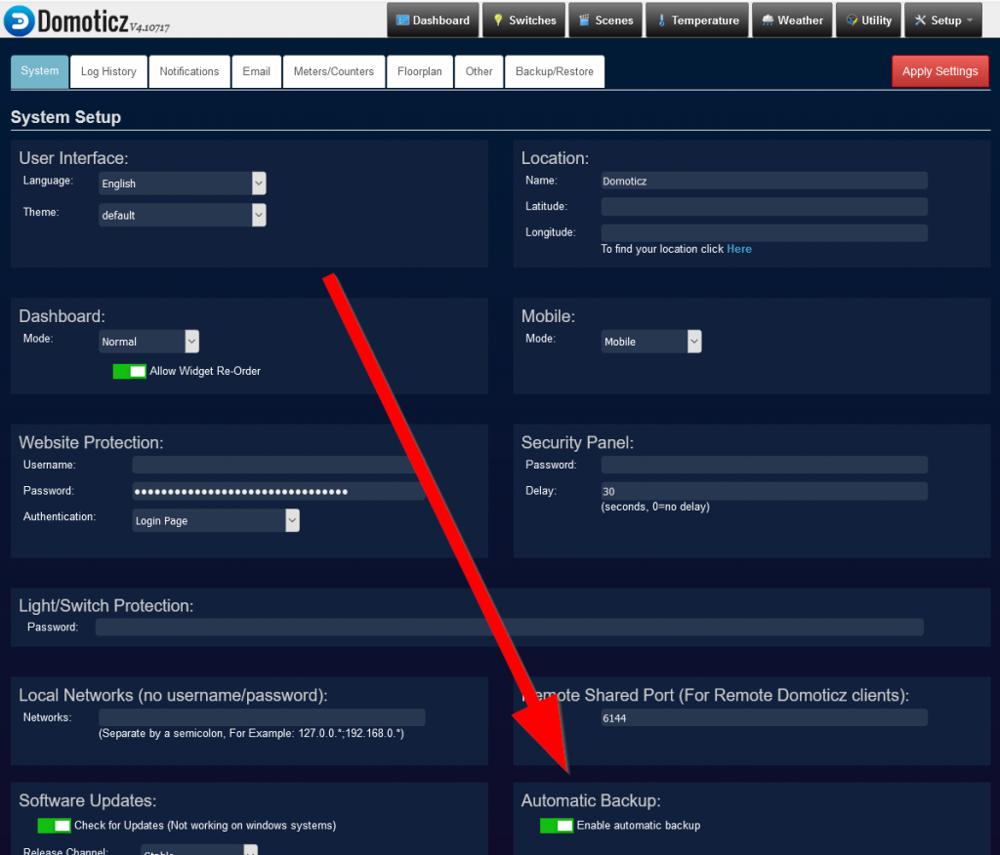 Domoticz V4.10717
Dashboard Switches Scenes Temperature Weather Utility Setup
System Log History Notifications Email Meters/Counters Floorplan Other Backup/Restore Apply Settings
System Setup
User Interface:
Language: English
Theme: default
Location:
Name: Domoticz
Latitude:
Longitude:
To find your location click Here
Dashboard:
Mode: Normal
Allow Widget Re-Order
Mobile:
Mode: Mobile
Website Protection:
Username:
Password: ●●●●●●●●●●●●●●●●●●●●●●●●●●●●●●●●
Authentication: Login Page
Security Panel:
Password:
Delay: 30
(seconds, 0=no delay)
Light/Switch Protection:
Password:
Local Networks (no username/password):
Networks:
(Separate by a semicolon, For Example: 127.0.0.*;192.168.0.*)
Remote Shared Port (For Remote Domoticz clients):
6144
Software Updates:
Check for Updates (Not working on windows systems)
Release Channel: Stable
Automatic Backup:
Enable automatic backup